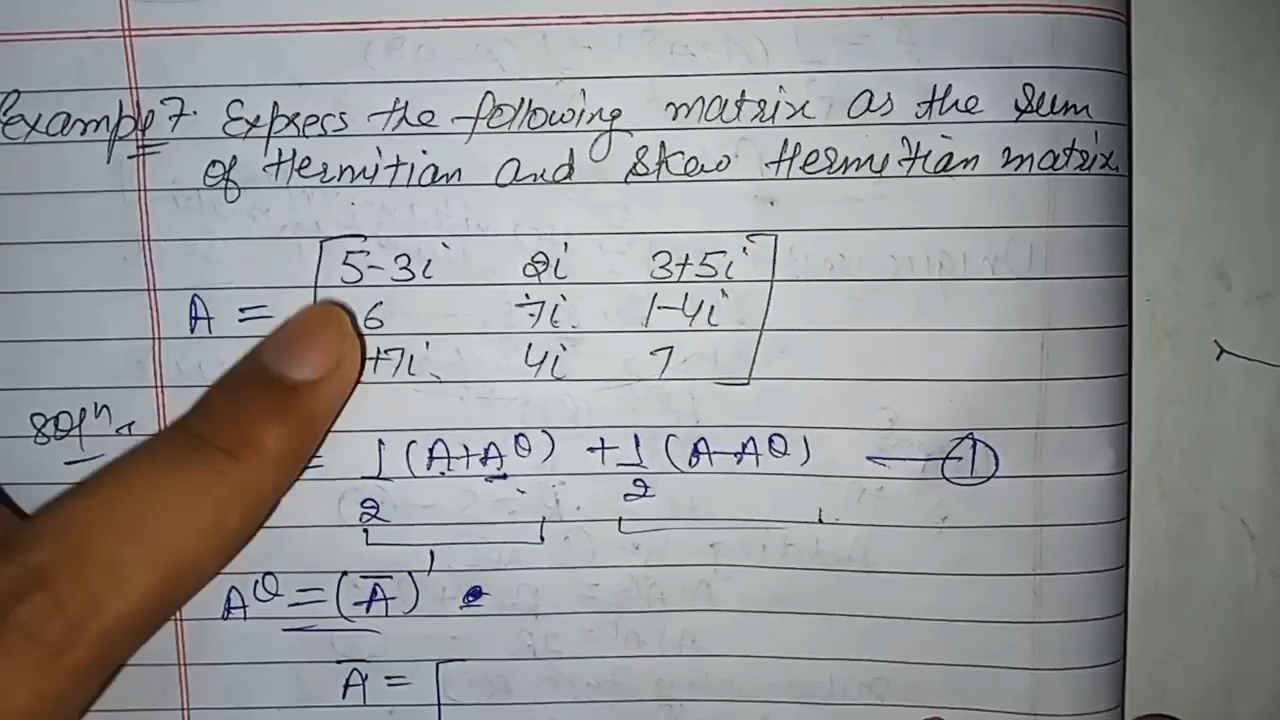 Example 7. Express the following matrix as the sum
of Hermitian and Skew Hermitian matrix.
5-3i 2i 3+5i
A = 6 7i 1-4i
+7i 4i 7
Solⁿ
= 1/2 (A+A^θ) + 1/2 (A-A^θ) ①
A^θ = (A̅)'
A̅ = [